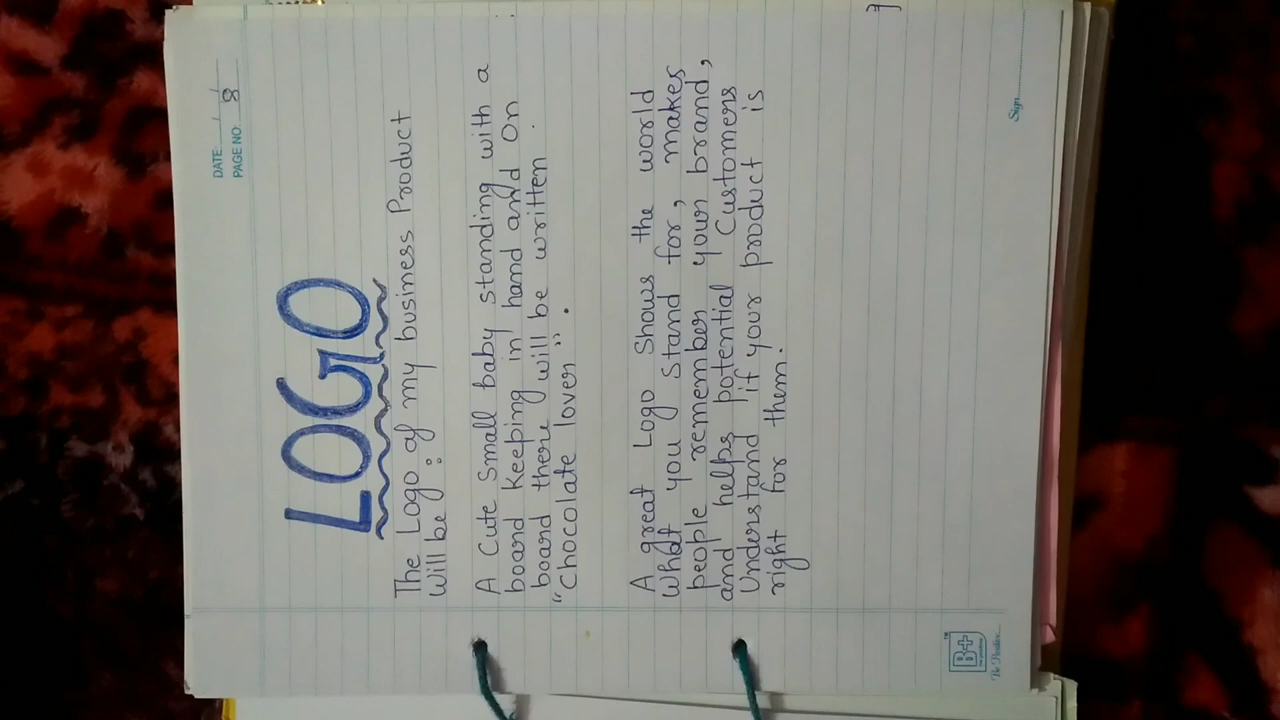 DATE: / /
PAGE NO.: 8
LOGO
The Logo of my business Product
will be :
A Cute Small baby standing with a
board keeping in hand and on
board there will be written
"Chocolate lover".
A great Logo Shows the world
What you stand for, makes
people remember your brand,
and helps potential Customers
Understand if your product is
right for them.
Sign
B+
Be Positive...